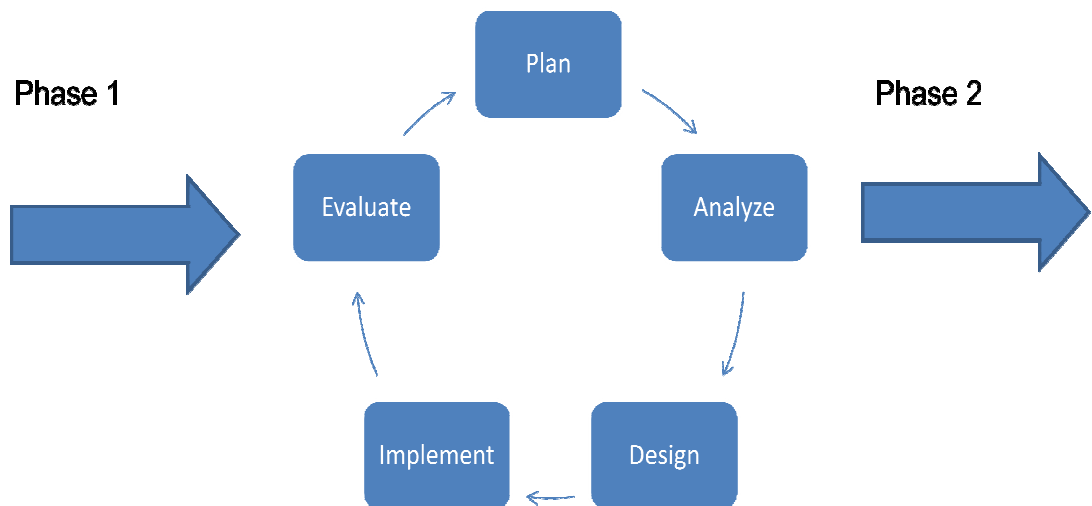 Plan
Phase 1
Phase 2
Evaluate
Analyze
Implement
Design